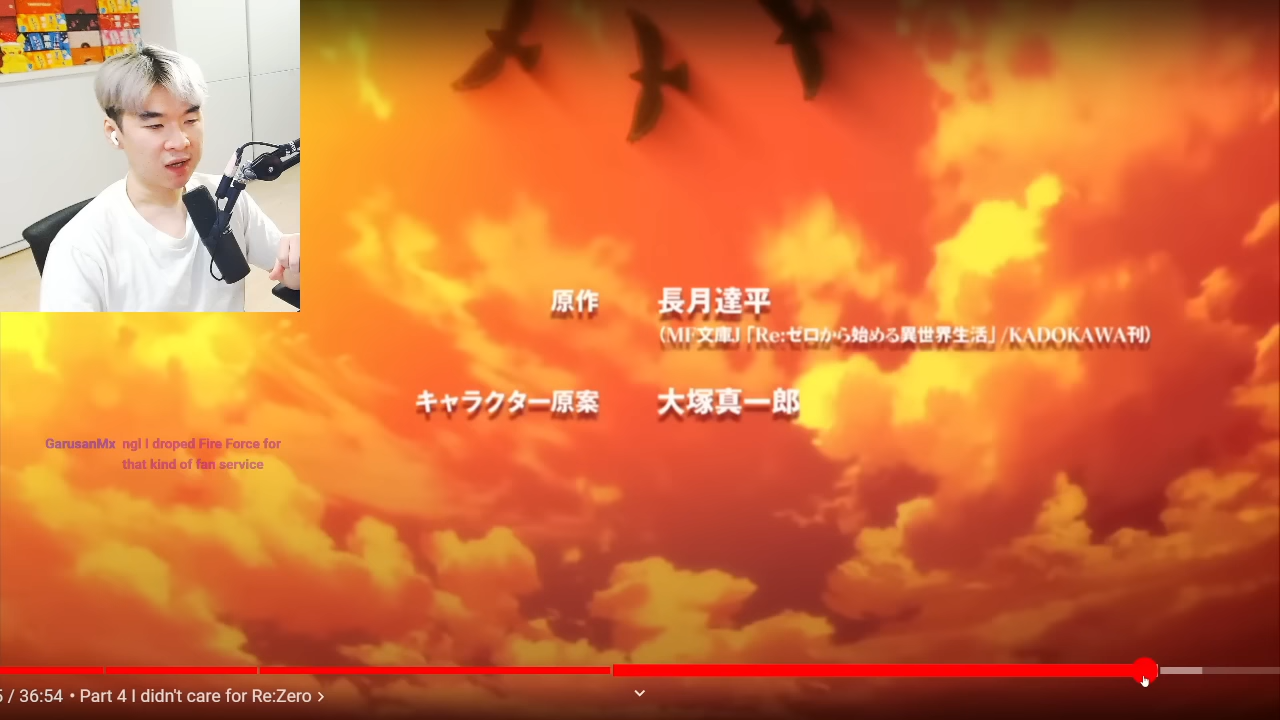 原作 長月達平
(MF文庫J「Re:ゼロから始める異世界生活」/KADOKAWA刊)
キャラクター原案 大塚真一郎
GarusanMx ngl I droped Fire Force for
that kind of fan service
5 / 36:54 • Part 4 I didn't care for Re:Zero >